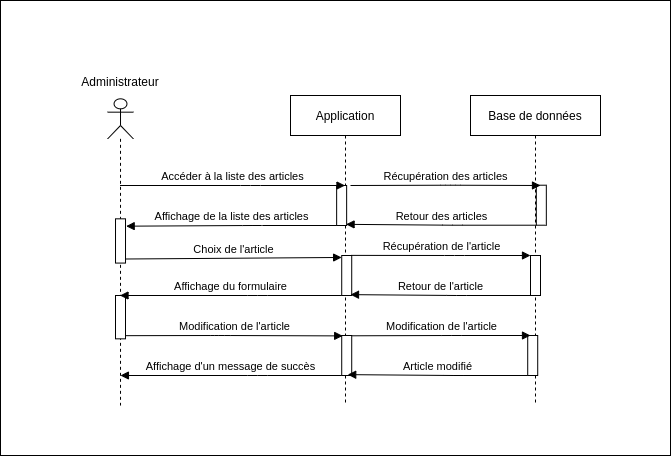 Administrateur
Application
Base de données
Accéder à la liste des articles
Récupération des articles
Affichage de la liste des articles
Retour des articles
Choix de l'article
Récupération de l'article
Affichage du formulaire
Retour de l'article
Modification de l'article
Modification de l'article
Affichage d'un message de succès
Article modifié